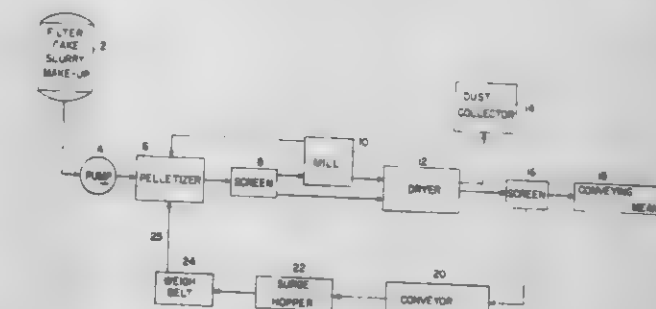 FILTER
CAKE
SLURRY
MAKE-UP
2
DUST
COLLECTOR
14
4
6
8
10
12
16
18
PUMP
PELLETIZER
SCREEN
MILL
DRYER
SCREEN
CONVEYING
MEANS
25
24
22
20
WEIGH
BELT
SURGE
HOPPER
CONVEYOR